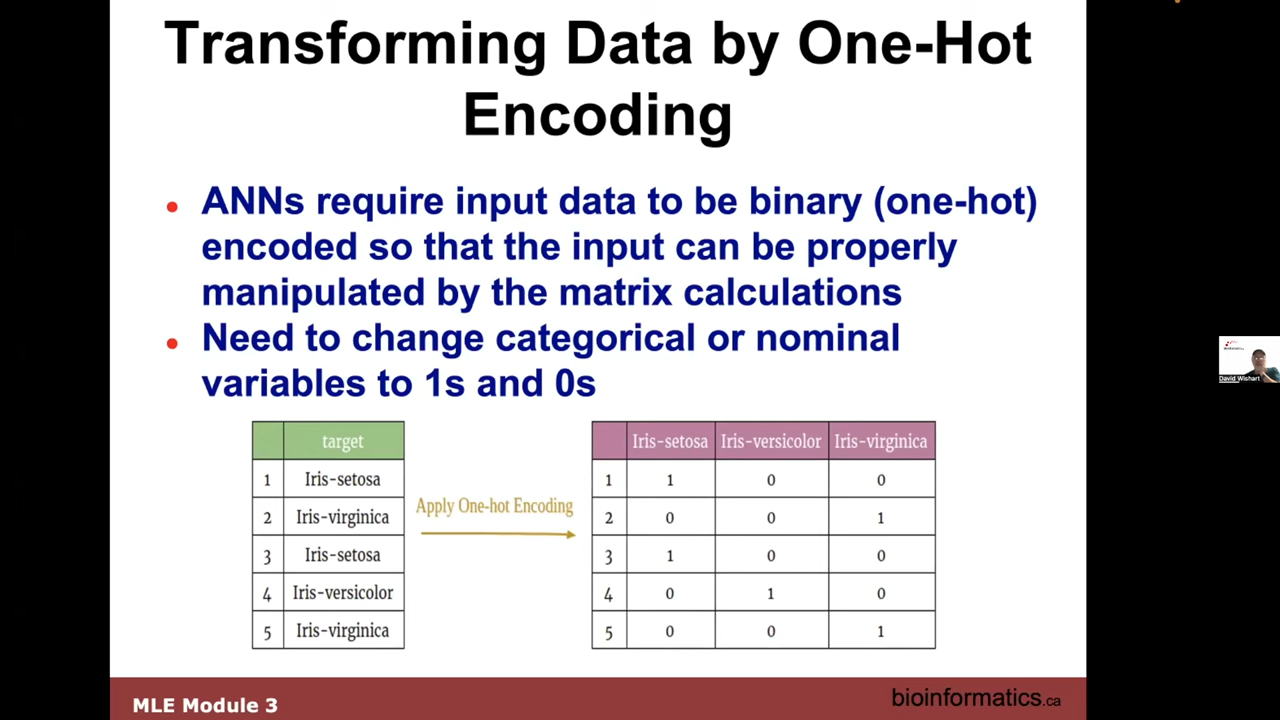 Transforming Data by One-Hot
Encoding
ANNs require input data to be binary (one-hot)
encoded so that the input can be properly
manipulated by the matrix calculations
Need to change categorical or nominal
variables to 1s and 0s
target
1 Iris-setosa
2 Iris-virginica
3 Iris-setosa
4 Iris-versicolor
5 Iris-virginica
Apply One-hot Encoding
Iris-setosa Iris-versicolor Iris-virginica
1 1 0 0
2 0 0 1
3 1 0 0
4 0 1 0
5 0 0 1
David Wishart
MLE Module 3
bioinformatics.ca